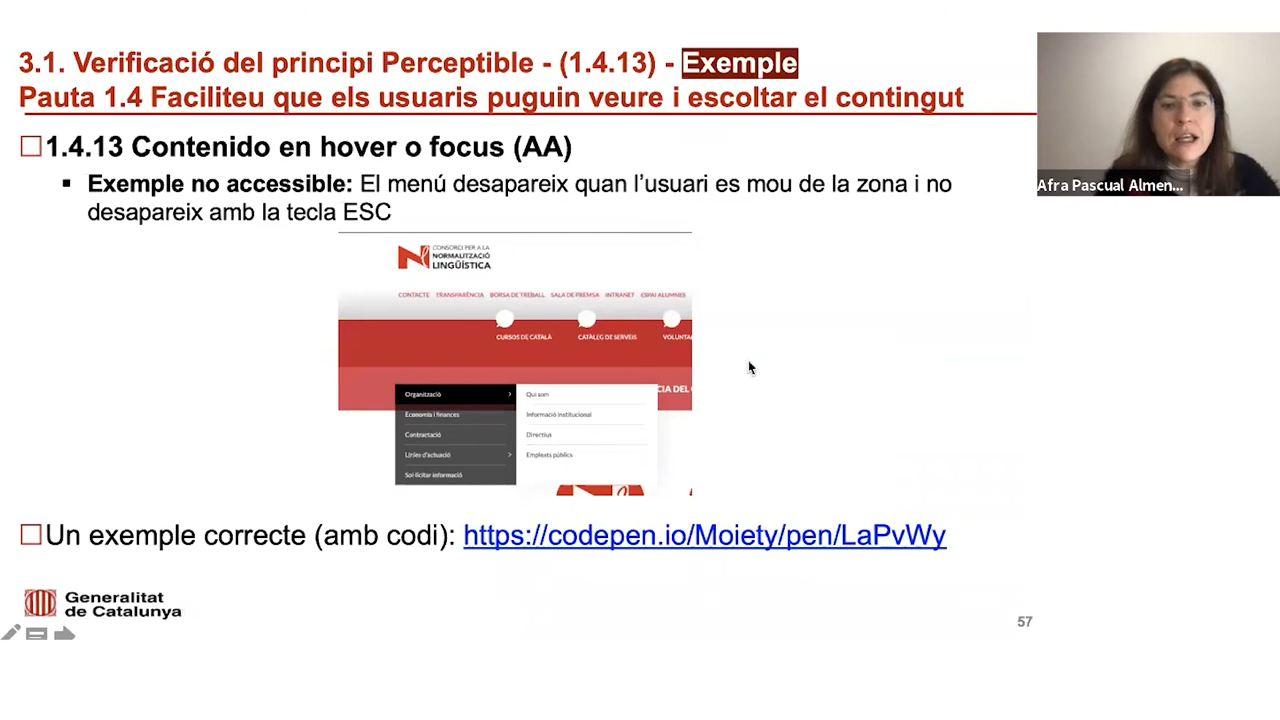 3.1. Verificació del principi Perceptible - (1.4.13) - Exemple
Pauta 1.4 Faciliteu que els usuaris puguin veure i escoltar el contingut
1.4.13 Contenido en hover o focus (AA)
Exemple no accessible: El menú desapareix quan l’usuari es mou de la zona i no
desapareix amb la tecla ESC
CONSORCI PER A LA
NORMALITZACIÓ
LINGÜÍSTICA
CONTACTE TRANSPARÈNCIA BORSA DE TREBALL SALA DE PREMSA INTRANET ESPAI ALUMNES
CURSOS DE CATALÀ CATÀLEG DE SERVEIS VOLUNTA
CIA DEL
Organització
Economia i finances
Contractació
Línies d'actuació
Sol·licitar informació
Qui som
Informació institucional
Directius
Empleats públics
Un exemple correcte (amb codi): https://codepen.io/Moiety/pen/LaPvWy
Generalitat
de Catalunya
57
Afra Pascual Almen...